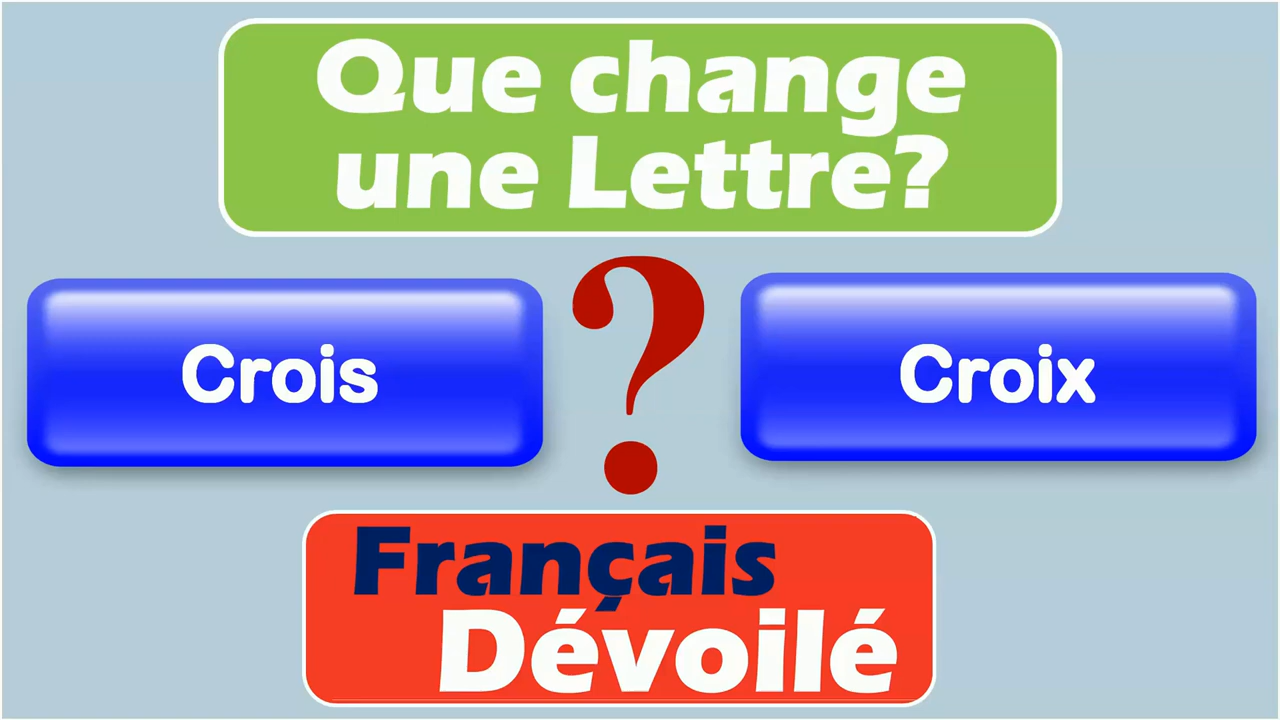 Que change
une Lettre?
Crois
?
Croix
Français
Dévoilé